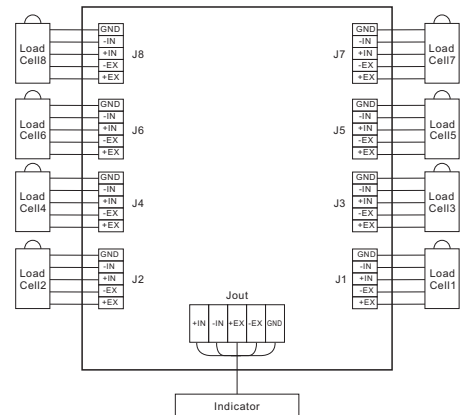 Load
Cell8
GND
-IN
+IN
-EX
+EX
J8
J7
GND
-IN
+IN
-EX
+EX
Load
Cell7
Load
Cell6
GND
-IN
+IN
-EX
+EX
J6
J5
GND
-IN
+IN
-EX
+EX
Load
Cell5
Load
Cell4
GND
-IN
+IN
-EX
+EX
J4
J3
GND
-IN
+IN
-EX
+EX
Load
Cell3
Load
Cell2
GND
-IN
+IN
-EX
+EX
J2
J1
GND
-IN
+IN
-EX
+EX
Load
Cell1
Jout
+IN -IN +EX -EX GND
Indicator